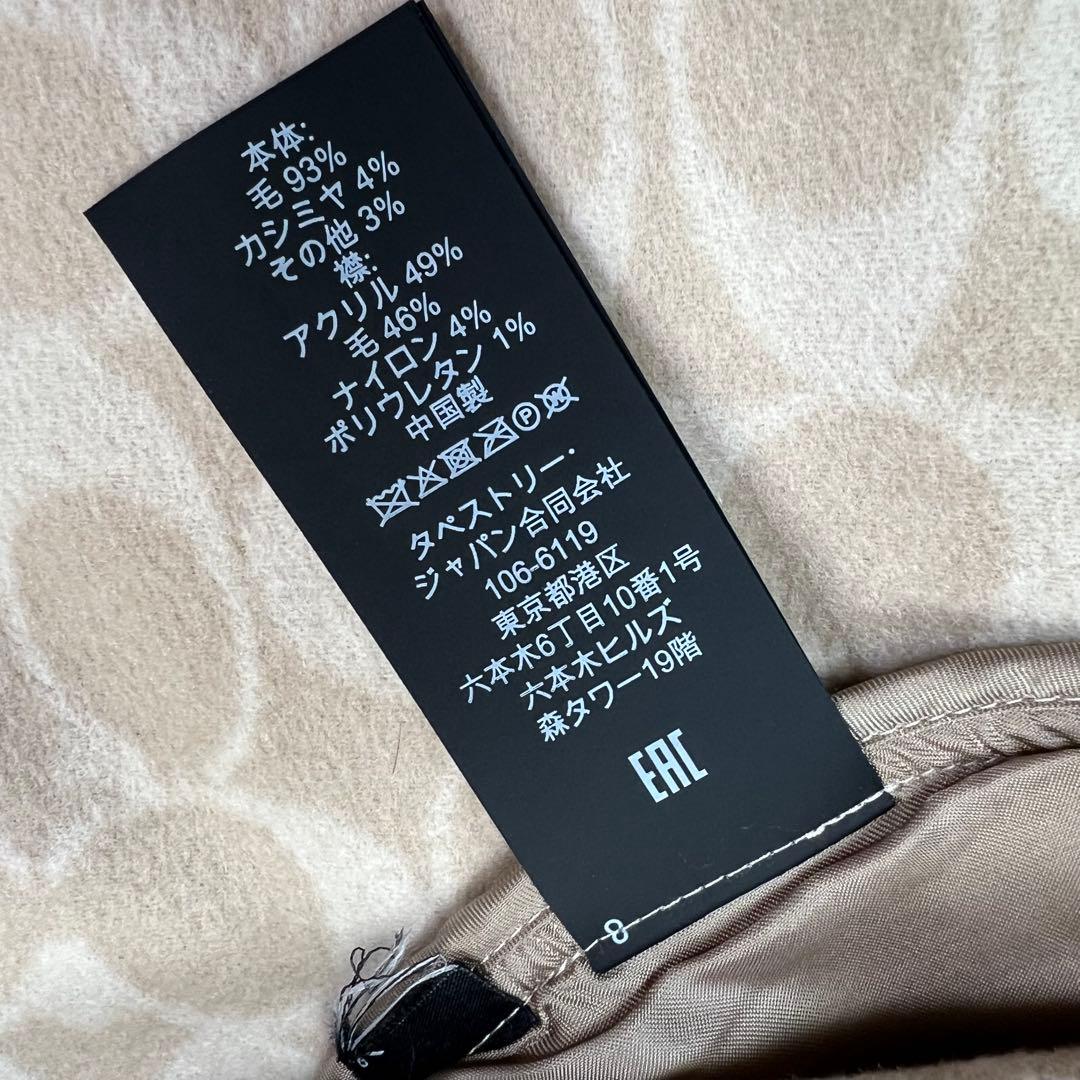 本体:
毛 93%
カシミヤ 4%
その他 3%
襟:
アクリル 49%
毛 46%
ナイロン 4%
ポリウレタン 1%
中国製
タペストリー・
ジャパン合同会社
106-6119
東京都港区
六本木6丁目10番1号
六本木ヒルズ
森タワー19階
EAC
8